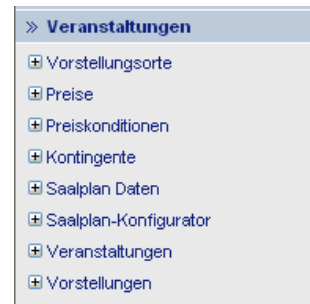 » Veranstaltungen
Vorstellungsorte
Preise
Preiskonditionen
Kontingente
Saalplan Daten
Saalplan-Konfigurator
Veranstaltungen
Vorstellungen